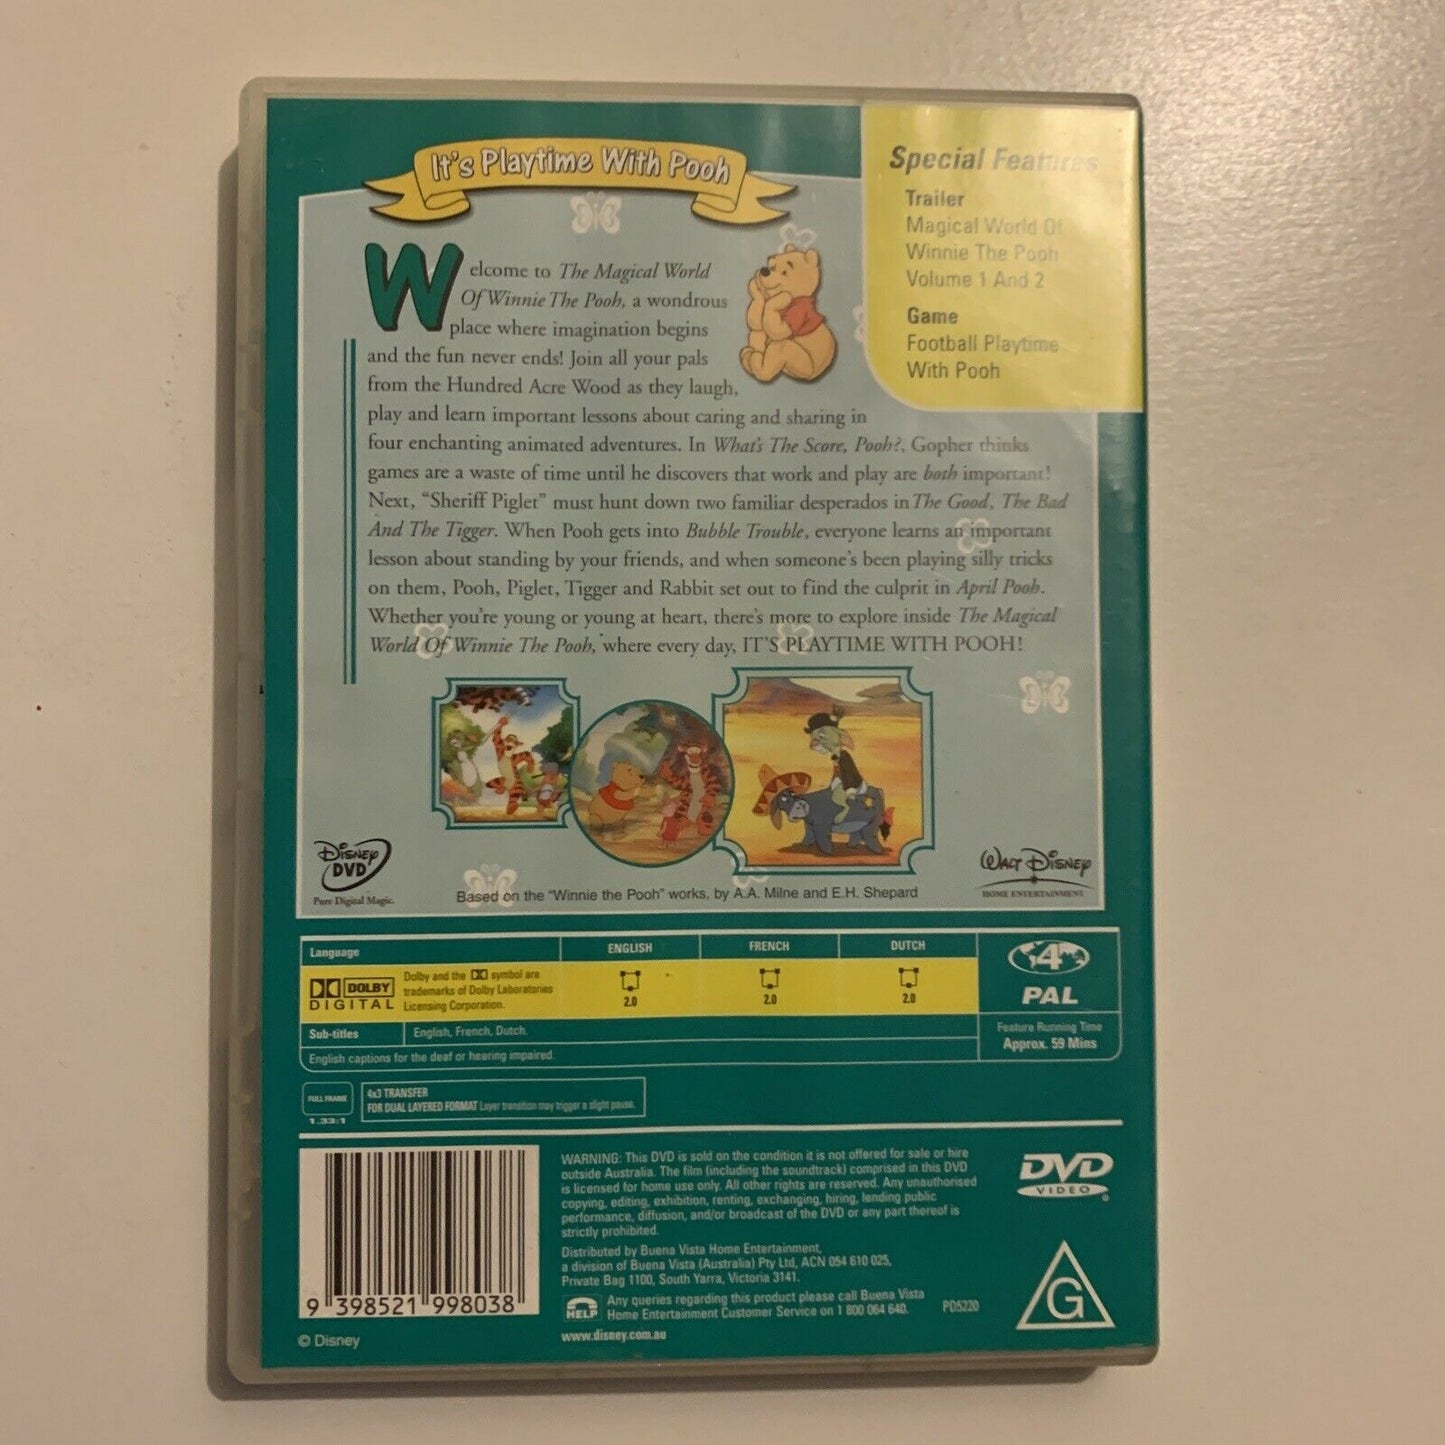 It's Playtime With Pooh
Special Features
Trailer
Magical World Of
Winnie The Pooh
Volume 1 And 2
Game
Football Playtime
With Pooh
Welcome to The Magical World
Of Winnie The Pooh, a wondrous
place where imagination begins
and the fun never ends! Join all your pals
from the Hundred Acre Wood as they laugh,
play and learn important lessons about caring and sharing in
four enchanting animated adventures. In What's The Score, Pooh?, Gopher thinks
games are a waste of time until he discovers that work and play are both important!
Next, “Sheriff Piglet” must hunt down two familiar desperados in The Good, The Bad
And The Tigger. When Pooh gets into Bubble Trouble, everyone learns an important
lesson about standing by your friends, and when someone's been playing silly tricks
on them, Pooh, Piglet, Tigger and Rabbit set out to find the culprit in April Pooh.
Whether you're young or young at heart, there's more to explore inside The Magical
World Of Winnie The Pooh, where every day, IT'S PLAYTIME WITH POOH!
Disney
DVD
Pure Digital Magic.
Walt Disney
HOME ENTERTAINMENT
Based on the "Winnie the Pooh" works, by A.A. Milne and E.H. Shepard
Language ENGLISH FRENCH DUTCH
DOLBY
DIGITAL
Dolby and the symbol are
trademarks of Dolby Laboratories
Licensing Corporation.
2.0 2.0 2.0
4
PAL
Sub-titles English, French, Dutch.
English captions for the deaf or hearing impaired.
Feature Running Time
Approx. 59 Mins
FULL FRAME
1.33:1
4x3 TRANSFER
FOR DUAL LAYERED FORMAT Layer transition may trigger a slight pause.
WARNING: This DVD is sold on the condition it is not offered for sale or hire
outside Australia. The film (including the soundtrack) comprised in this DVD
is licensed for home use only. All other rights are reserved. Any unauthorised
copying, editing, exhibition, renting, exchanging, hiring, lending public
performance, diffusion, and/or broadcast of the DVD or any part thereof is
strictly prohibited.
Distributed by Buena Vista Home Entertainment,
a division of Buena Vista (Australia) Pty Ltd, ACN 054 610 025,
Private Bag 1100, South Yarra, Victoria 3141.
HELP
Any queries regarding this product please call Buena Vista
Home Entertainment Customer Service on 1 800 064 640.
www.disney.com.au
PD5220
DVD
VIDEO
G
9 398521 998038
© Disney